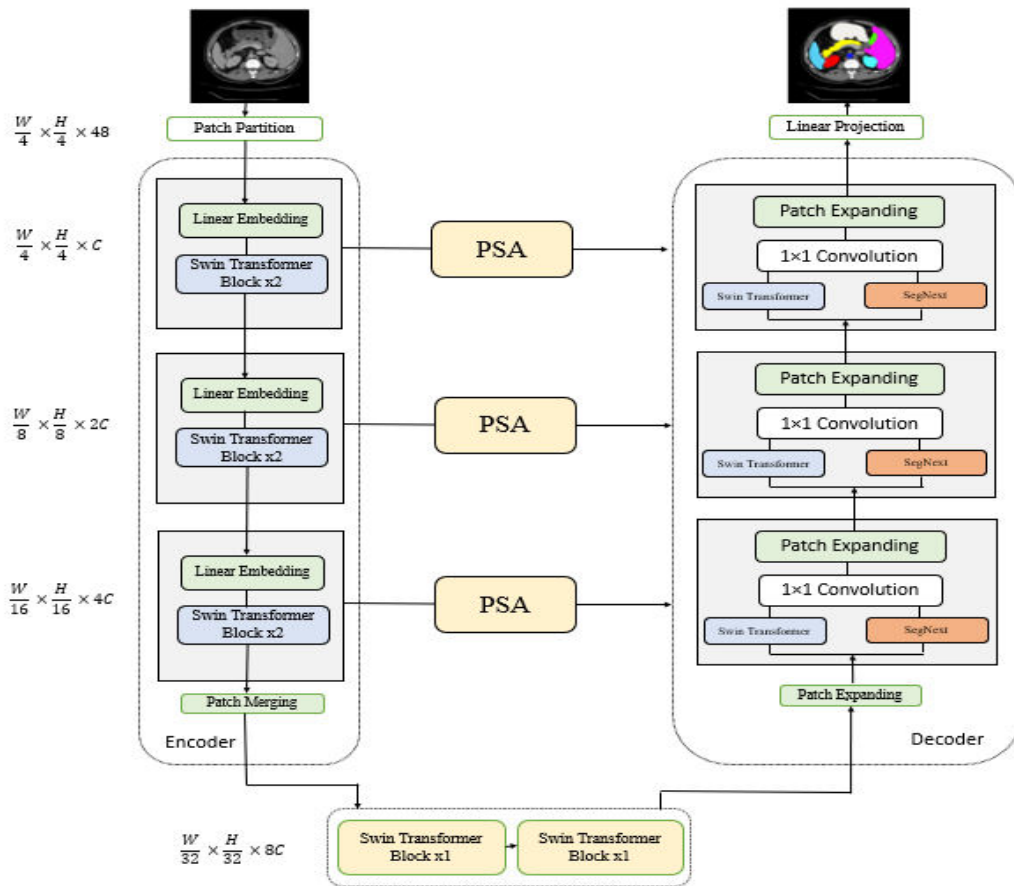 W/4 × H/4 × 48
Patch Partition
Linear Projection
W/4 × H/4 × C
Linear Embedding
Swin Transformer
Block x2
PSA
Patch Expanding
1×1 Convolution
Swin Transformer
SegNext
W/8 × H/8 × 2C
Linear Embedding
Swin Transformer
Block x2
PSA
Patch Expanding
1×1 Convolution
Swin Transformer
SegNext
W/16 × H/16 × 4C
Linear Embedding
Swin Transformer
Block x2
PSA
Patch Expanding
1×1 Convolution
Swin Transformer
SegNext
Patch Merging
Patch Expanding
Encoder
Decoder
W/32 × H/32 × 8C
Swin Transformer
Block x1
Swin Transformer
Block x1